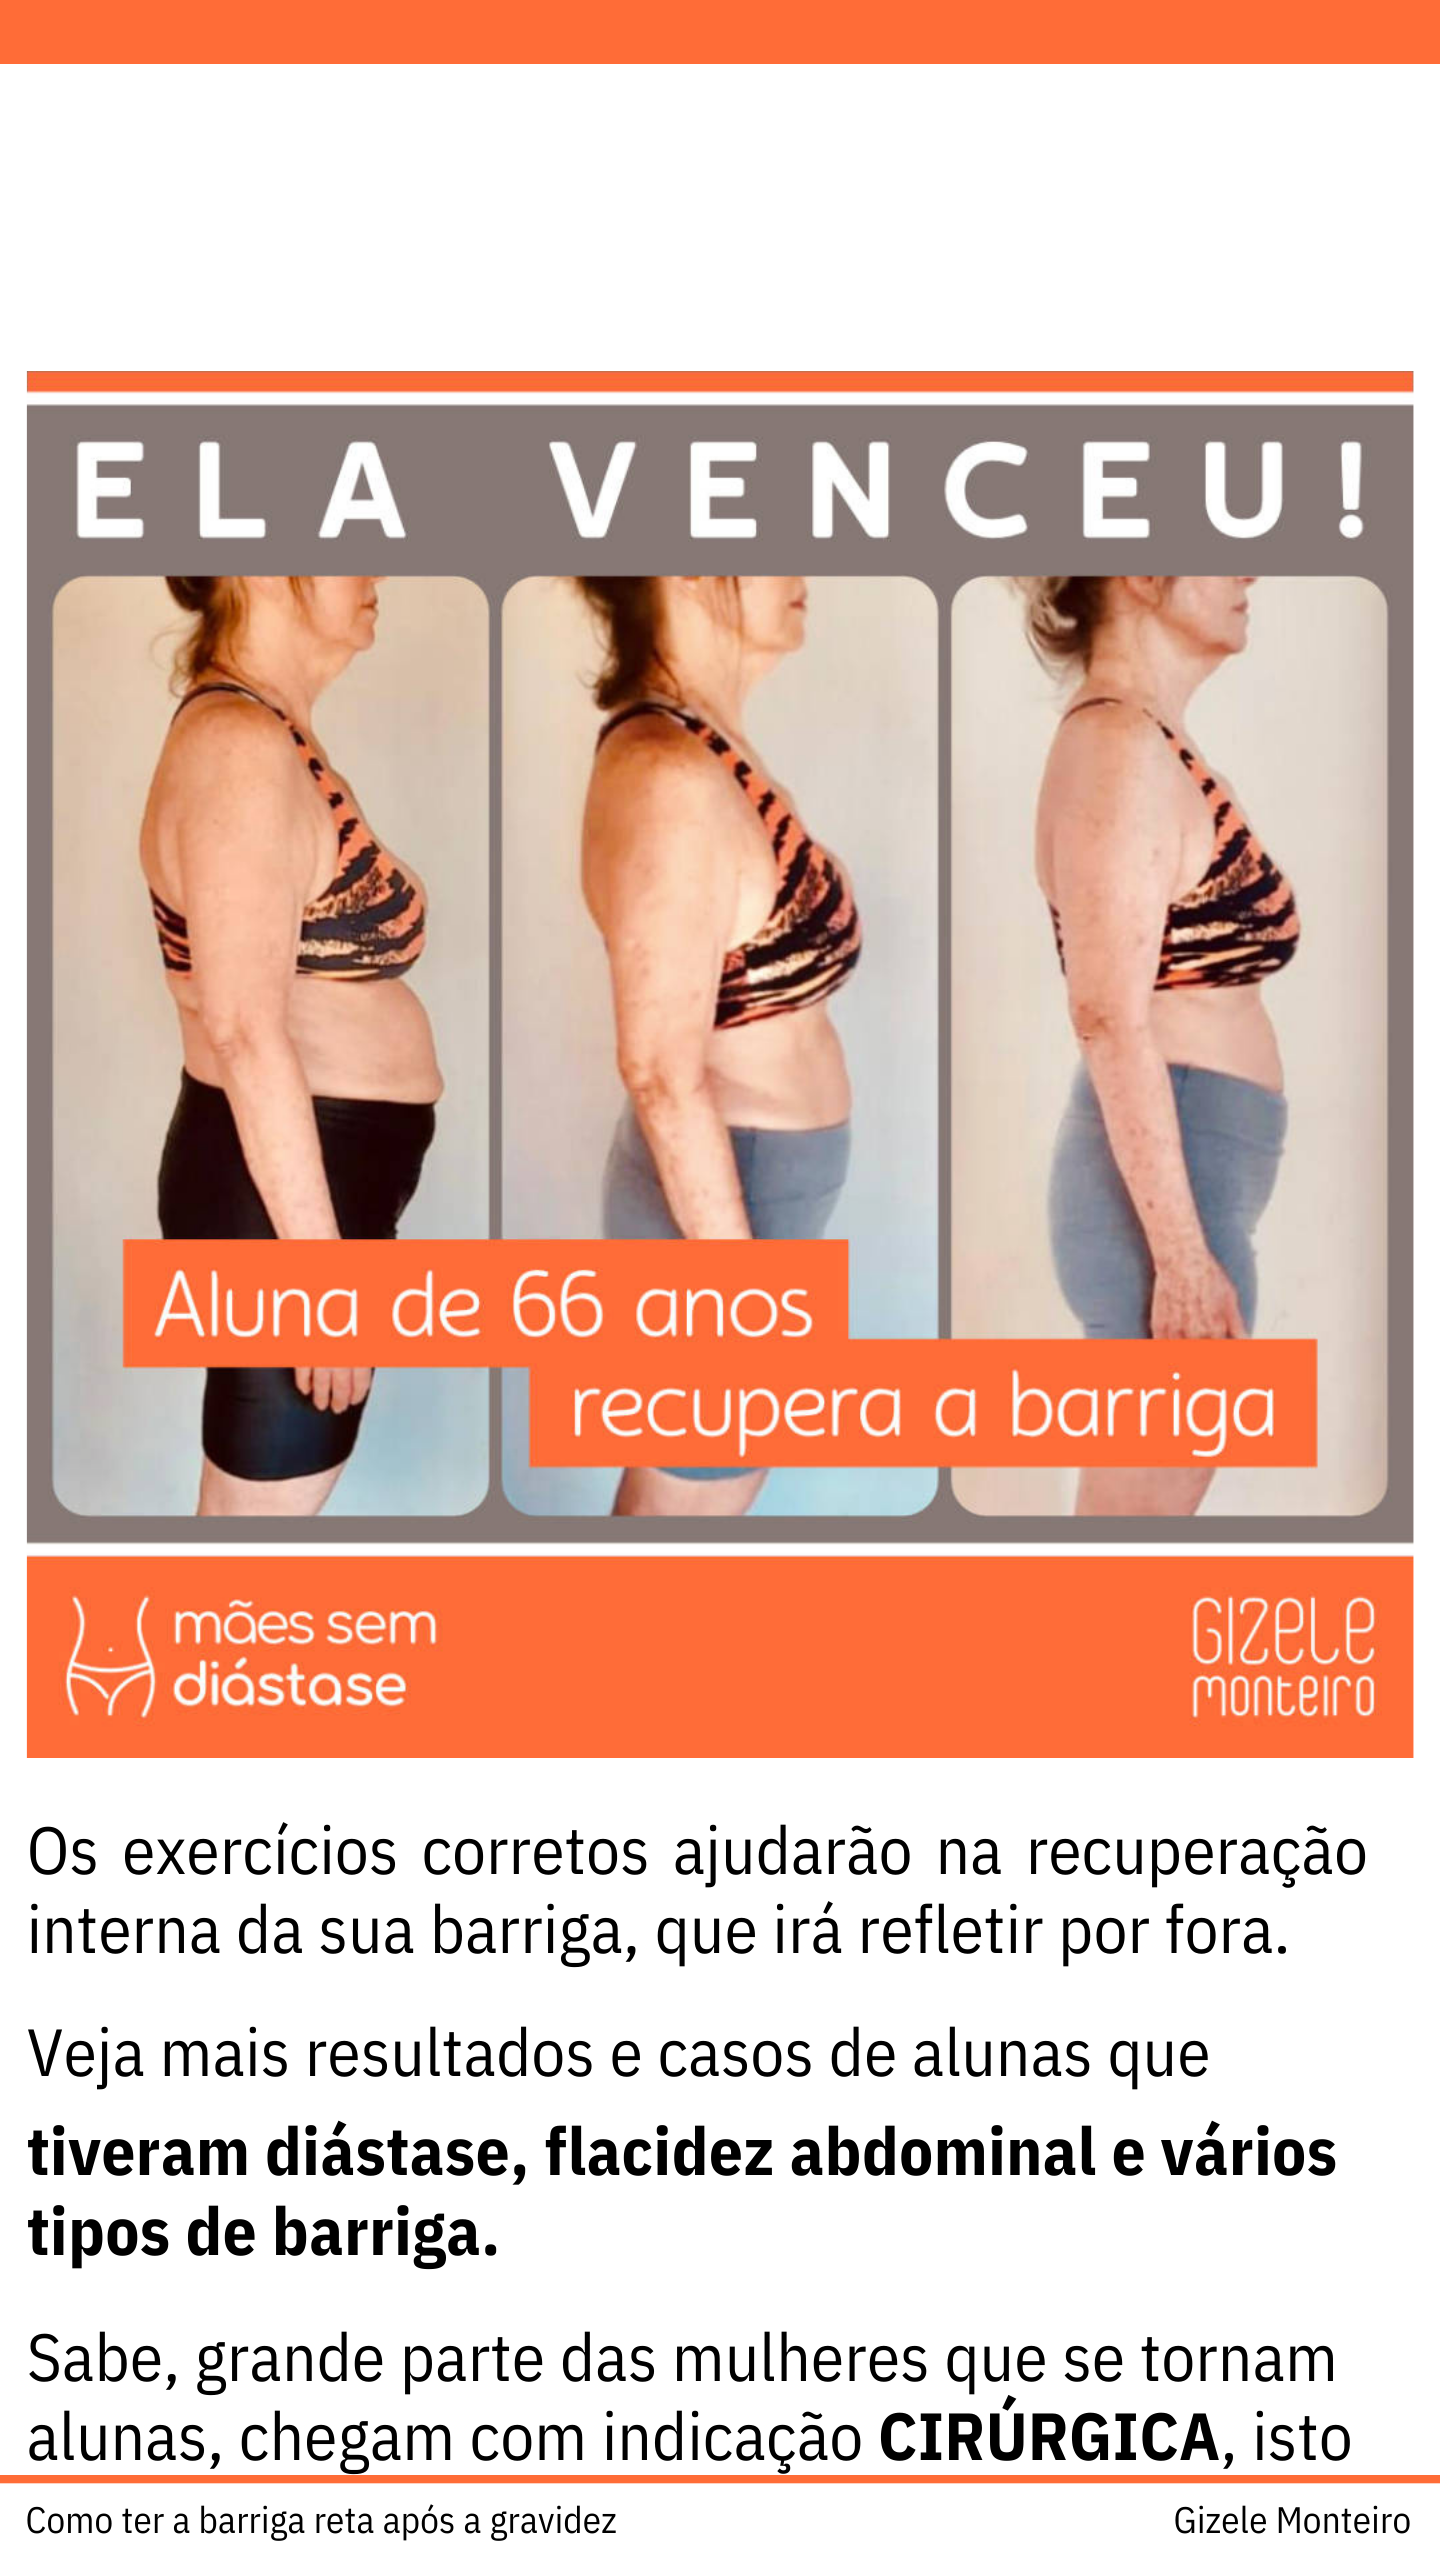 ELA VENCEU!
Aluna de 66 anos
recupera a barriga
mães sem
diástase
GIZELE
monteiro
Os exercícios corretos ajudarão na recuperação
interna da sua barriga, que irá refletir por fora.
Veja mais resultados e casos de alunas que
tiveram diástase, flacidez abdominal e vários
tipos de barriga.
Sabe, grande parte das mulheres que se tornam
alunas, chegam com indicação CIRÚRGICA, isto
Como ter a barriga reta após a gravidez
Gizele Monteiro